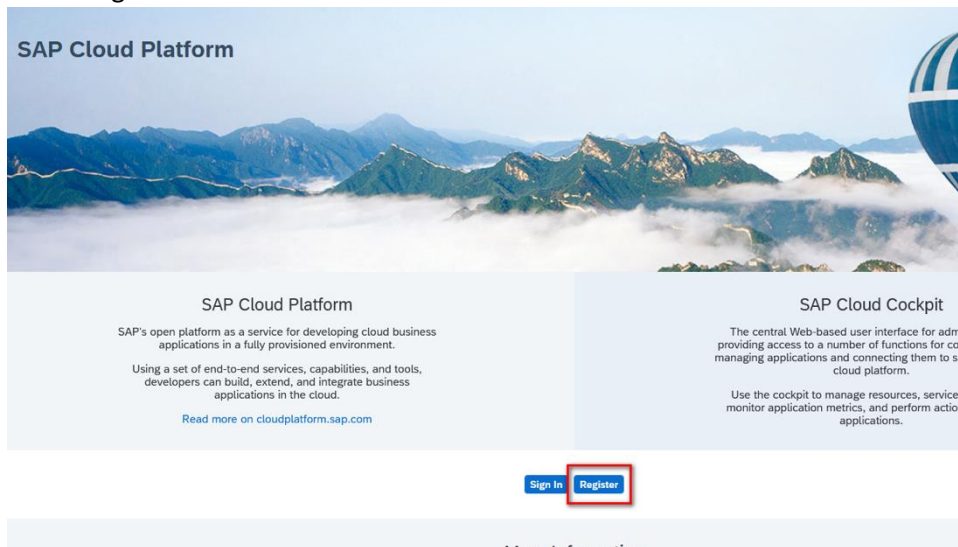 SAP Cloud Platform
SAP Cloud Platform
SAP's open platform as a service for developing cloud business
applications in a fully provisioned environment.
Using a set of end-to-end services, capabilities, and tools,
developers can build, extend, and integrate business
applications in the cloud.
Read more on cloudplatform.sap.com
SAP Cloud Cockpit
The central Web-based user interface for
providing access to a number of functions for
managing applications and connecting them to
cloud platform.
Use the cockpit to manage resources, service
monitor application metrics, and perform
applications.
Sign In Register